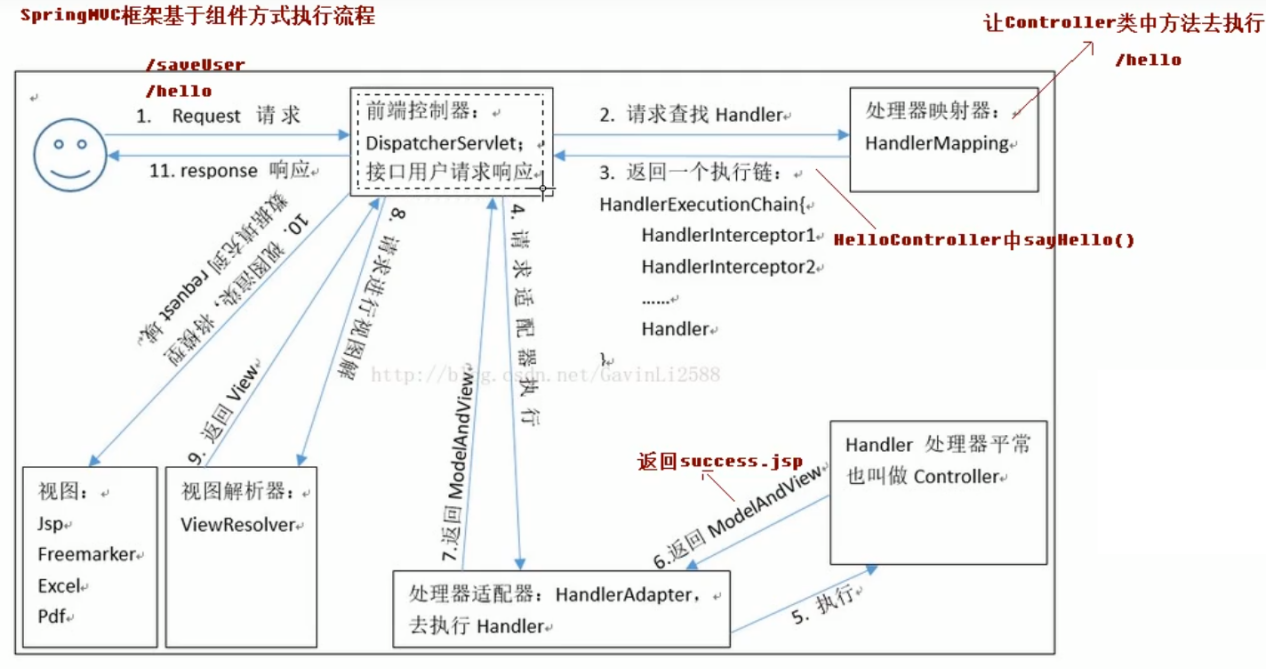 SpringMVC框架基于组件方式执行流程
让Controller类中方法去执行
/hello
/saveUser
/hello
1. Request 请求
11. response 响应
前端控制器：
DispatcherServlet；
接口用户请求响应
2. 请求查找 Handler
3. 返回一个执行链：
HandlerExecutionChain{
HandlerInterceptor1
HandlerInterceptor2
……
Handler
}
处理器映射器：
HandlerMapping
HelloController中sayHello()
10. 视图渲染，将模型
数据填充到 request 域。
9. 返回 View
8. 请求进行视图解
7.返回 ModelAndView
4. 请求适配器执行
http://blog.csdn.net/GavinLi2588
返回success.jsp
6.返回 ModelAndView
5. 执行
Handler 处理器平常
也叫做 Controller
视图：
Jsp
Freemarker
Excel
Pdf
视图解析器：
ViewResolver
处理器适配器：HandlerAdapter，
去执行 Handler